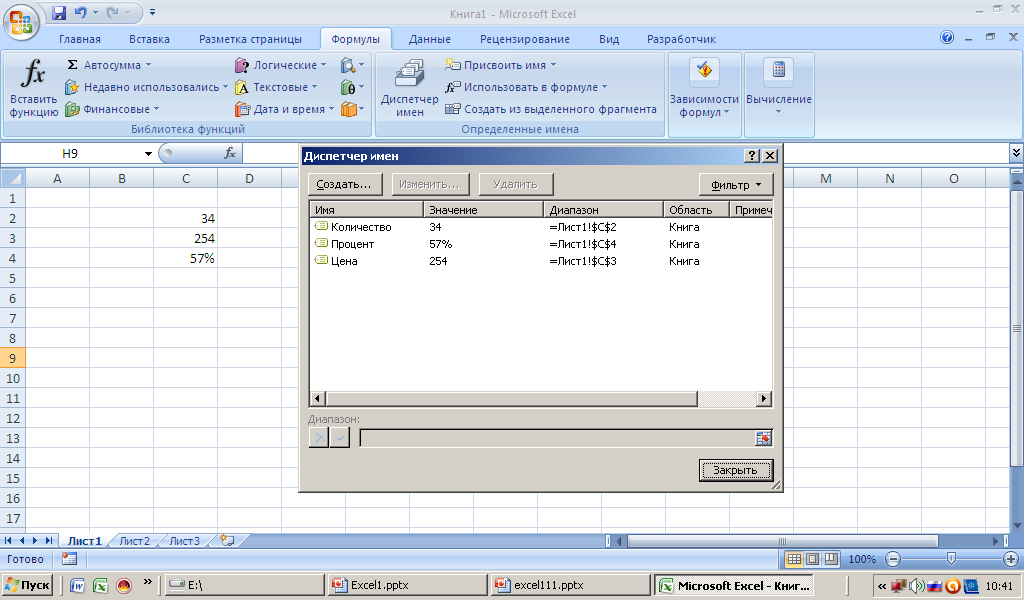 Книга1 - Microsoft Excel
Главная Вставка Разметка страницы Формулы Данные Рецензирование Вид Разработчик
fx Σ Автосумма Логические Присвоить имя
Вставить функцию Недавно использовались Текстовые Диспетчер имен Использовать в формуле Зависимости формул Вычисление
Финансовые Дата и время Создать из выделенного фрагмента
Библиотека функций Определенные имена
H9 fx
Диспетчер имен
A B C D M N O
Создать... Изменить... Удалить Фильтр
Имя Значение Диапазон Область Примеч
Количество 34 =Лист1!$C$2 Книга
Процент 57% =Лист1!$C$4 Книга
Цена 254 =Лист1!$C$3 Книга
Диапазон:
Закрыть
1
2 34
3 254
4 57%
5
6
7
8
9
10
11
12
13
14
15
16
17
Лист1 Лист2 Лист3
Готово 100%
Пуск » E:\ Excel1.pptx excel111.pptx Microsoft Excel - Книг... « 10:41